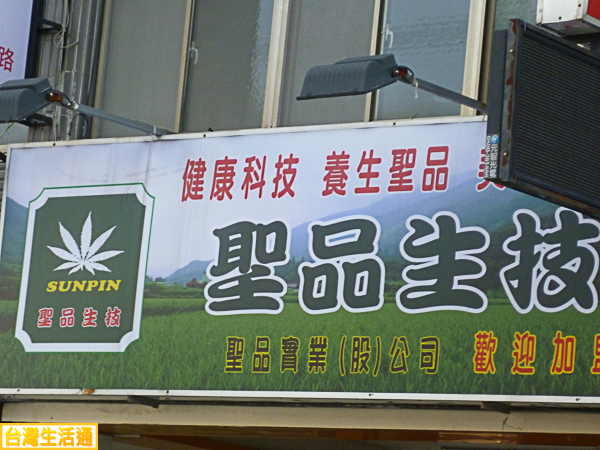 路
健康科技 養生聖品
聖品生技
SUNPIN
聖品生技
聖品實業(股)公司 歡迎加
台灣生活通